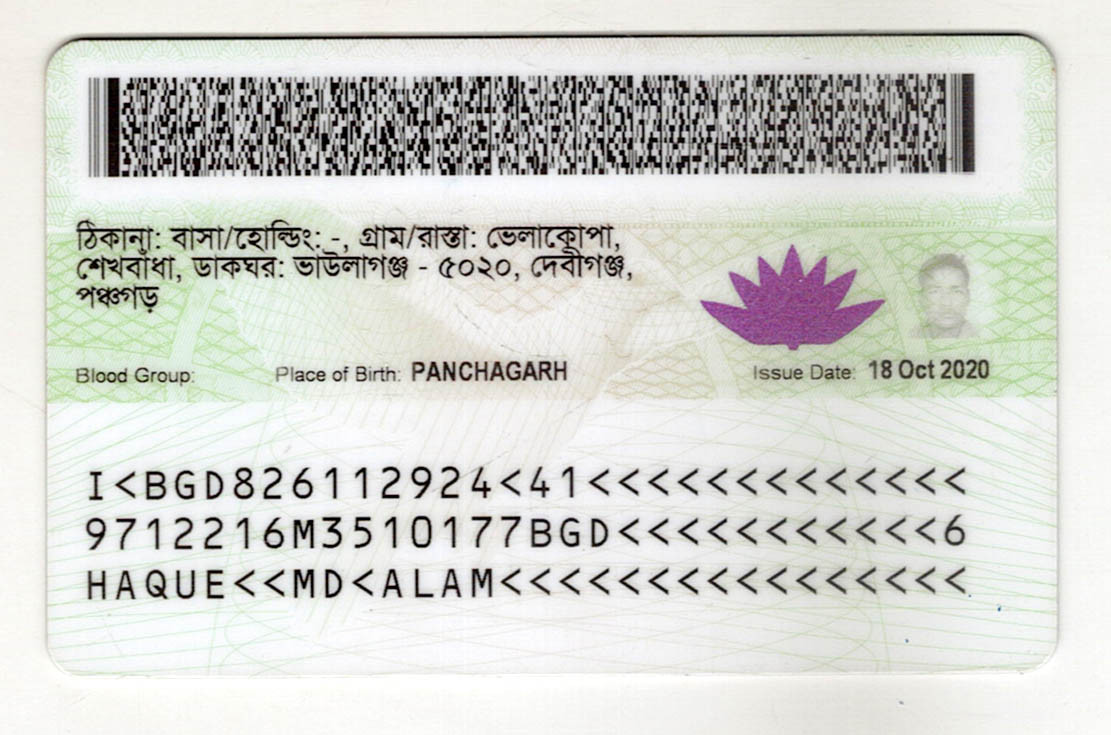 ঠিকানা: বাসা/হোল্ডিং: -, গ্রাম/রাস্তা: ভেলাকোপা,
শেখবাঁধা, ডাকঘর: ভাউলাগঞ্জ - ৫০২০, দেবীগঞ্জ,
পঞ্চগড়
Blood Group: Place of Birth: PANCHAGARH Issue Date: 18 Oct 2020
I<BGD826112924<41<<<<<<<<<<<<<
9712216M3510177BGD<<<<<<<<<<<6
HAQUE<<MD<ALAM<<<<<<<<<<<<<<<<